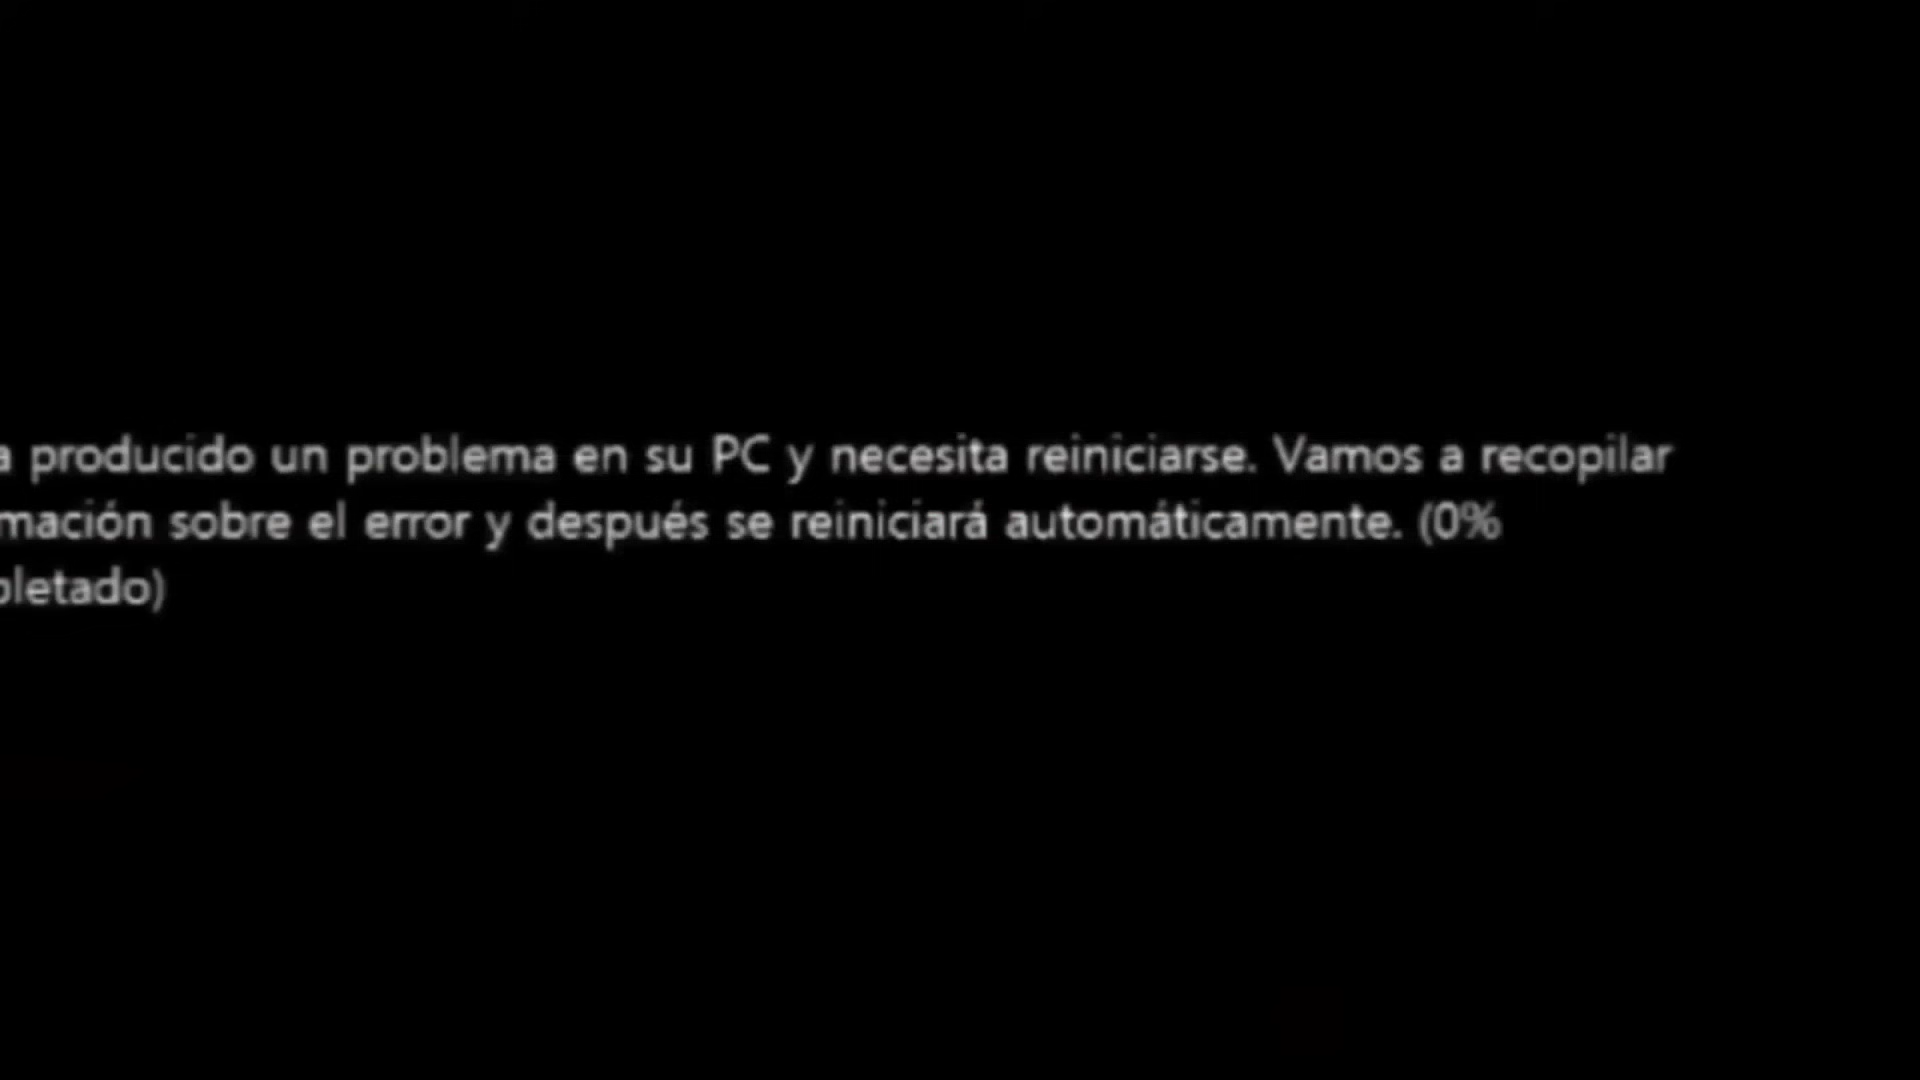 a producido un problema en su PC y necesita reiniciarse. Vamos a recopilar
mación sobre el error y después se reiniciará automáticamente. (0%
pletado)